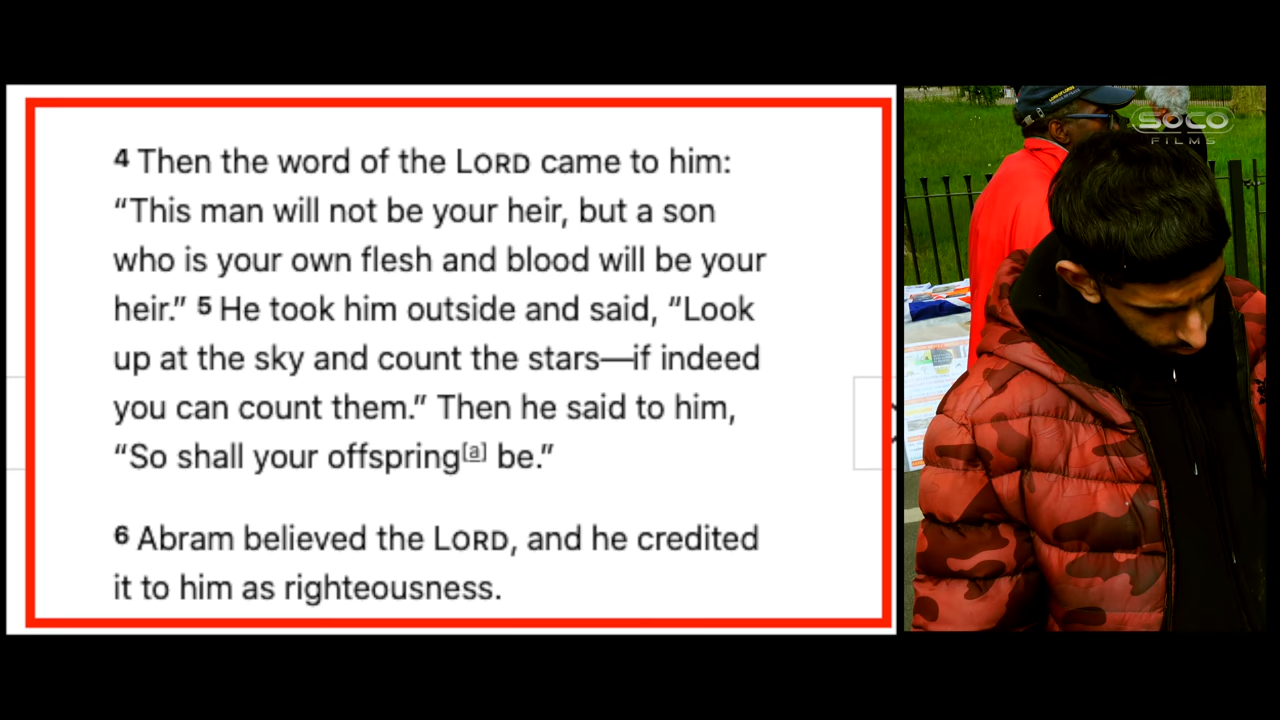 4 Then the word of the LORD came to him:
“This man will not be your heir, but a son
who is your own flesh and blood will be your
heir.” 5 He took him outside and said, “Look
up at the sky and count the stars—if indeed
you can count them.” Then he said to him,
“So shall your offspring[a] be.”
6 Abram believed the LORD, and he credited
it to him as righteousness.
SOCO
FILMS